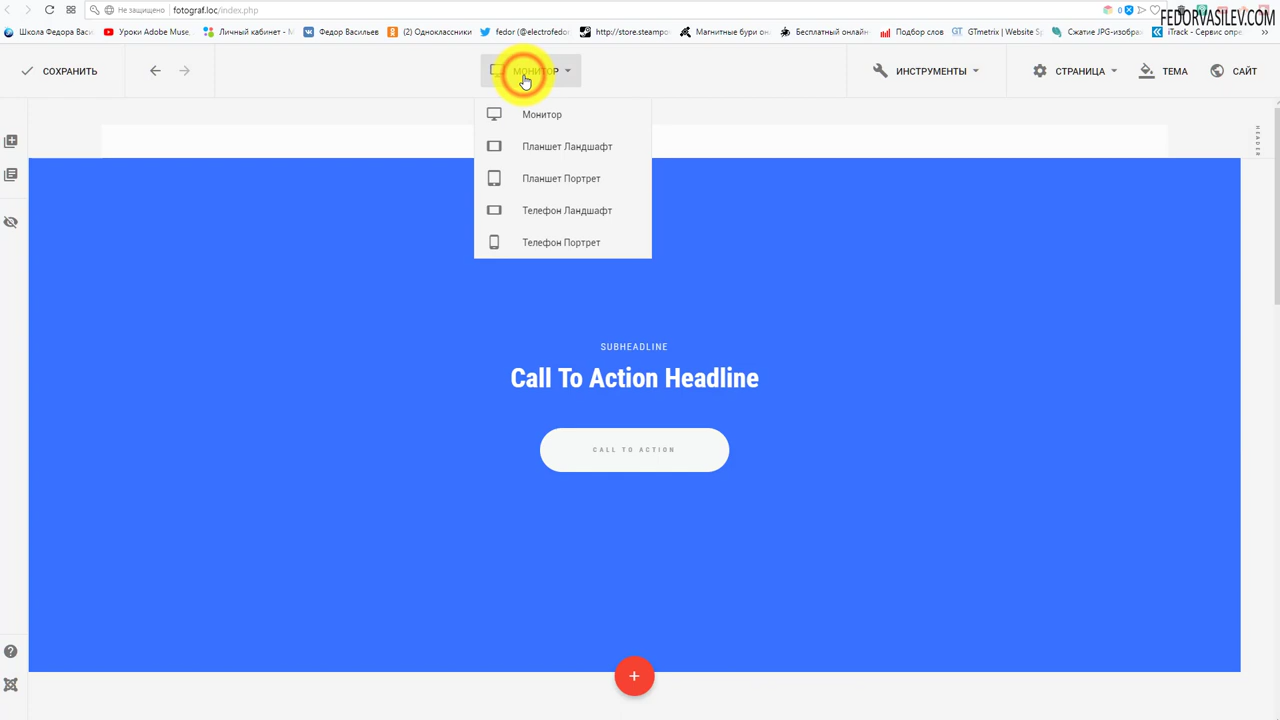 Не защищено
fotograf.loc/index.php
0
FEDORVASILEV.COM
Школа Федора Васи
Уроки Adobe Muse.
Личный кабинет - М
Федор Васильев
(2) Одноклассники
fedor (@electrofedor
http://store.steampo
Магнитные бури он
Бесплатный онлайн
Подбор слов
GTmetrix | Website S
Сжатие JPG-изобра
iTrack - Сервис опре
СОХРАНИТЬ
МОНИТОР
ИНСТРУМЕНТЫ
СТРАНИЦА
ТЕМА
САЙТ
Монитор
Планшет Ландшафт
Планшет Портрет
Телефон Ландшафт
Телефон Портрет
HEADER
SUBHEADLINE
Call To Action Headline
CALL TO ACTION